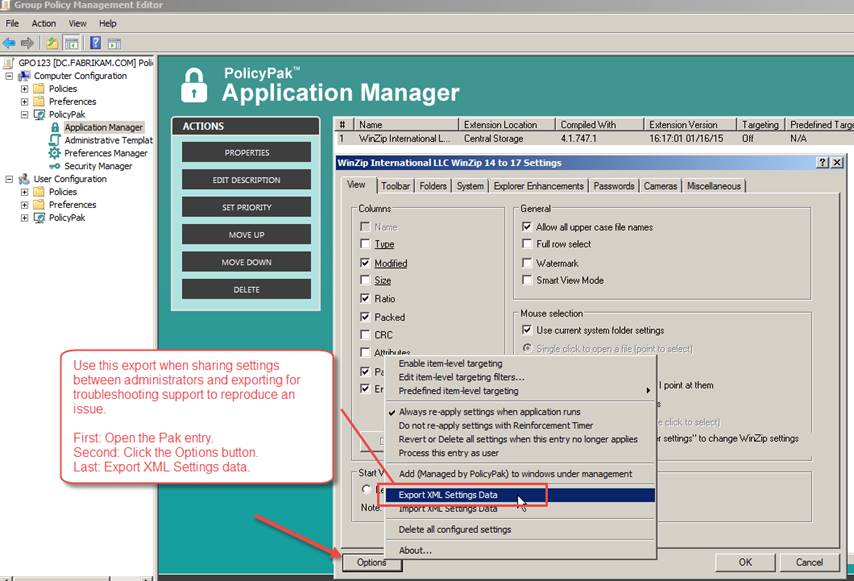 Group Policy Management Editor
File Action View Help
GPO123 [DC.FABRIKAM.COM] Poli
Computer Configuration
Policies
Preferences
PolicyPak
Application Manager
Administrative Templat
Preferences Manager
Security Manager
User Configuration
Policies
Preferences
PolicyPak
PolicyPak™
Application Manager
ACTIONS
PROPERTIES
EDIT DESCRIPTION
SET PRIORITY
MOVE UP
MOVE DOWN
DELETE
# Name Extension Location Compiled With Extension Version Targeting Predefined Targe
1 WinZip International L... Central Storage 4.1.747.1 16:17:01 01/16/15 Off N/A
WinZip International LLC WinZip 14 to 17 Settings
View Toolbar Folders System Explorer Enhancements Passwords Cameras Miscellaneous
Columns
Name
Type
Modified
Size
Ratio
Packed
CRC
Attributes
Pa
En
General
Allow all upper case file names
Full row select
Watermark
Smart View Mode
Mouse selection
Use current system folder settings
Single click to open a file (point to select)
I point at them
e click to select)
er settings" to change WinZip settings
Start V
Note:
Enable item-level targeting
Edit item-level targeting filters...
Predefined item-level targeting
Always re-apply settings when application runs
Do not re-apply settings with Reinforcement Timer
Revert or Delete all settings when this entry no longer applies
Process this entry as user
Add (Managed by PolicyPak) to windows under management
Export XML Settings Data
Import XML Settings Data
Delete all configured settings
About...
Options
OK
Cancel
Use this export when sharing settings
between administrators and exporting for
troubleshooting support to reproduce an
issue.
First: Open the Pak entry.
Second: Click the Options button.
Last: Export XML Settings data.